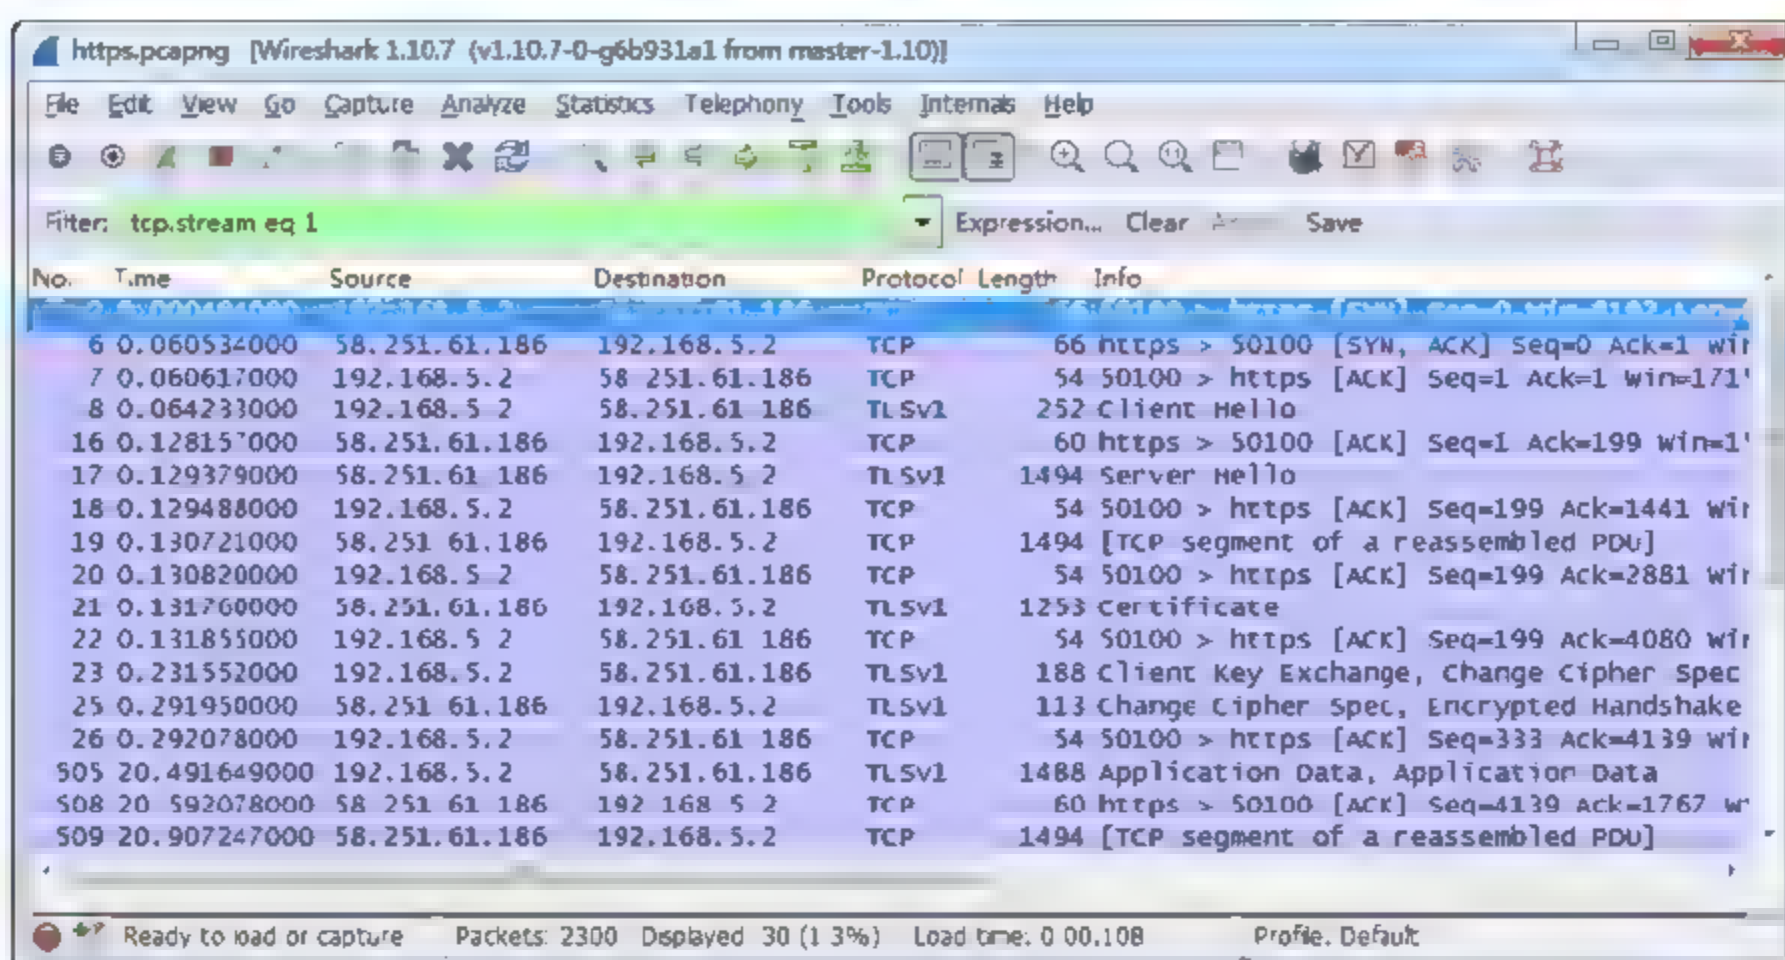 https.pcapng [Wireshark 1.10.7 (v1.10.7-0-g6b931a1 from master-1.10)]
File Edit View Go Capture Analyze Statistics Telephony Tools Internals Help
Filter: tcp.stream eq 1 Expression... Clear Save
No. Time Source Destination Protocol Length Info
6 0.060534000 58.251.61.186 192.168.5.2 TCP 66 https > 50100 [SYN, ACK] Seq=0 Ack=1 Wi
7 0.060617000 192.168.5.2 58.251.61.186 TCP 54 50100 > https [ACK] Seq=1 Ack=1 Win=171
8 0.064233000 192.168.5.2 58.251.61.186 TLSv1 252 Client Hello
16 0.128157000 58.251.61.186 192.168.5.2 TCP 60 https > 50100 [ACK] Seq=1 Ack=199 Win=1
17 0.129379000 58.251.61.186 192.168.5.2 TLSv1 1494 Server Hello
18 0.129488000 192.168.5.2 58.251.61.186 TCP 54 50100 > https [ACK] Seq=199 Ack=1441 Wi
19 0.130721000 58.251.61.186 192.168.5.2 TCP 1494 [TCP segment of a reassembled PDU]
20 0.130820000 192.168.5.2 58.251.61.186 TCP 54 50100 > https [ACK] Seq=199 Ack=2881 Wi
21 0.131760000 58.251.61.186 192.168.5.2 TLSv1 1253 Certificate
22 0.131855000 192.168.5.2 58.251.61.186 TCP 54 50100 > https [ACK] Seq=199 Ack=4080 Wi
23 0.231552000 192.168.5.2 58.251.61.186 TLSv1 188 Client Key Exchange, Change Cipher Spec
25 0.291950000 58.251.61.186 192.168.5.2 TLSv1 113 Change Cipher Spec, Encrypted Handshake
26 0.292078000 192.168.5.2 58.251.61.186 TCP 54 50100 > https [ACK] Seq=333 Ack=4139 Wi
505 20.491649000 192.168.5.2 58.251.61.186 TLSv1 1488 Application Data, Application Data
508 20.592078000 58.251.61.186 192.168.5.2 TCP 60 https > 50100 [ACK] Seq=4139 Ack=1767 W
509 20.907247000 58.251.61.186 192.168.5.2 TCP 1494 [TCP segment of a reassembled PDU]
Ready to load or capture Packets: 2300 Displayed: 30 (1.3%) Load time: 0:00.108 Profile: Default